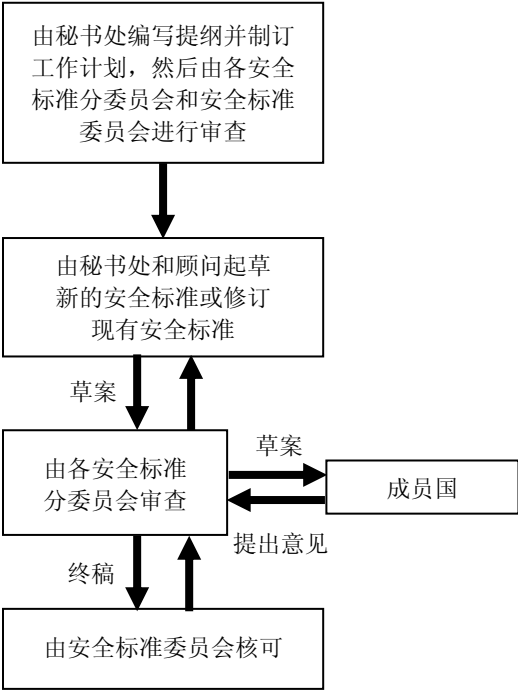 由秘书处编写提纲并制订
工作计划，然后由各安全
标准分委员会和安全标准
委员会进行审查
由秘书处和顾问起草
新的安全标准或修订
现有安全标准
草案
由各安全标准
分委员会审查
草案
成员国
提出意见
终稿
由安全标准委员会核可